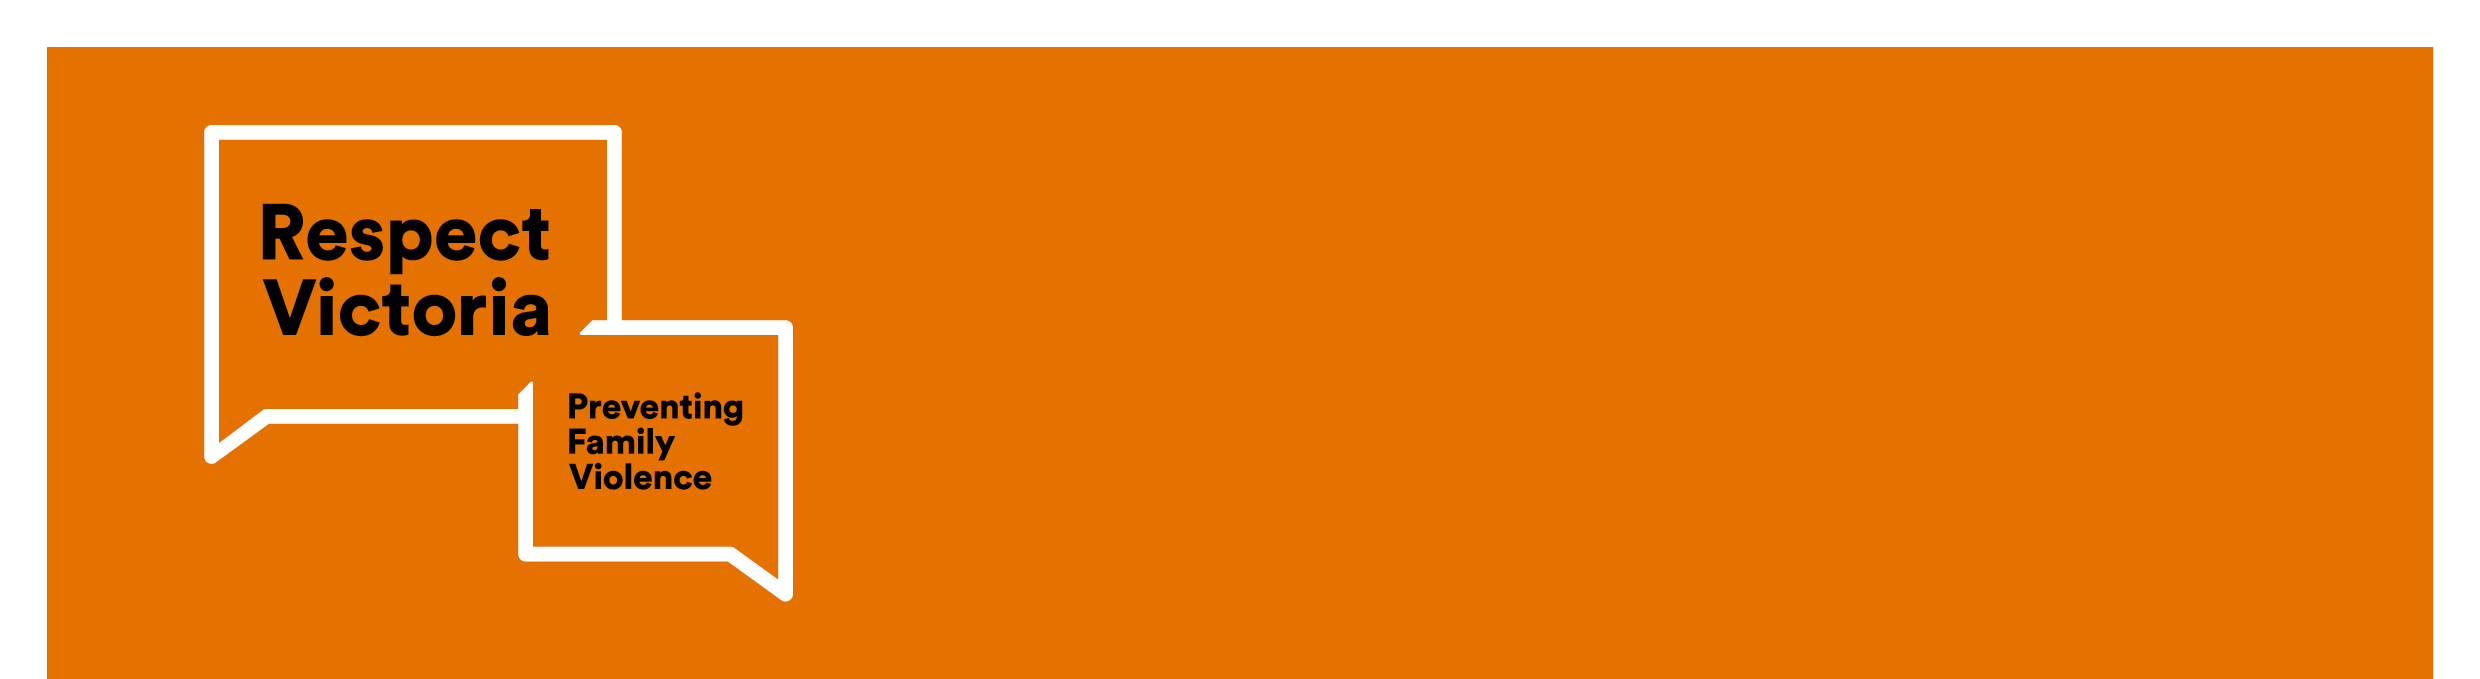 Respect
Victoria
Preventing
Family
Violence